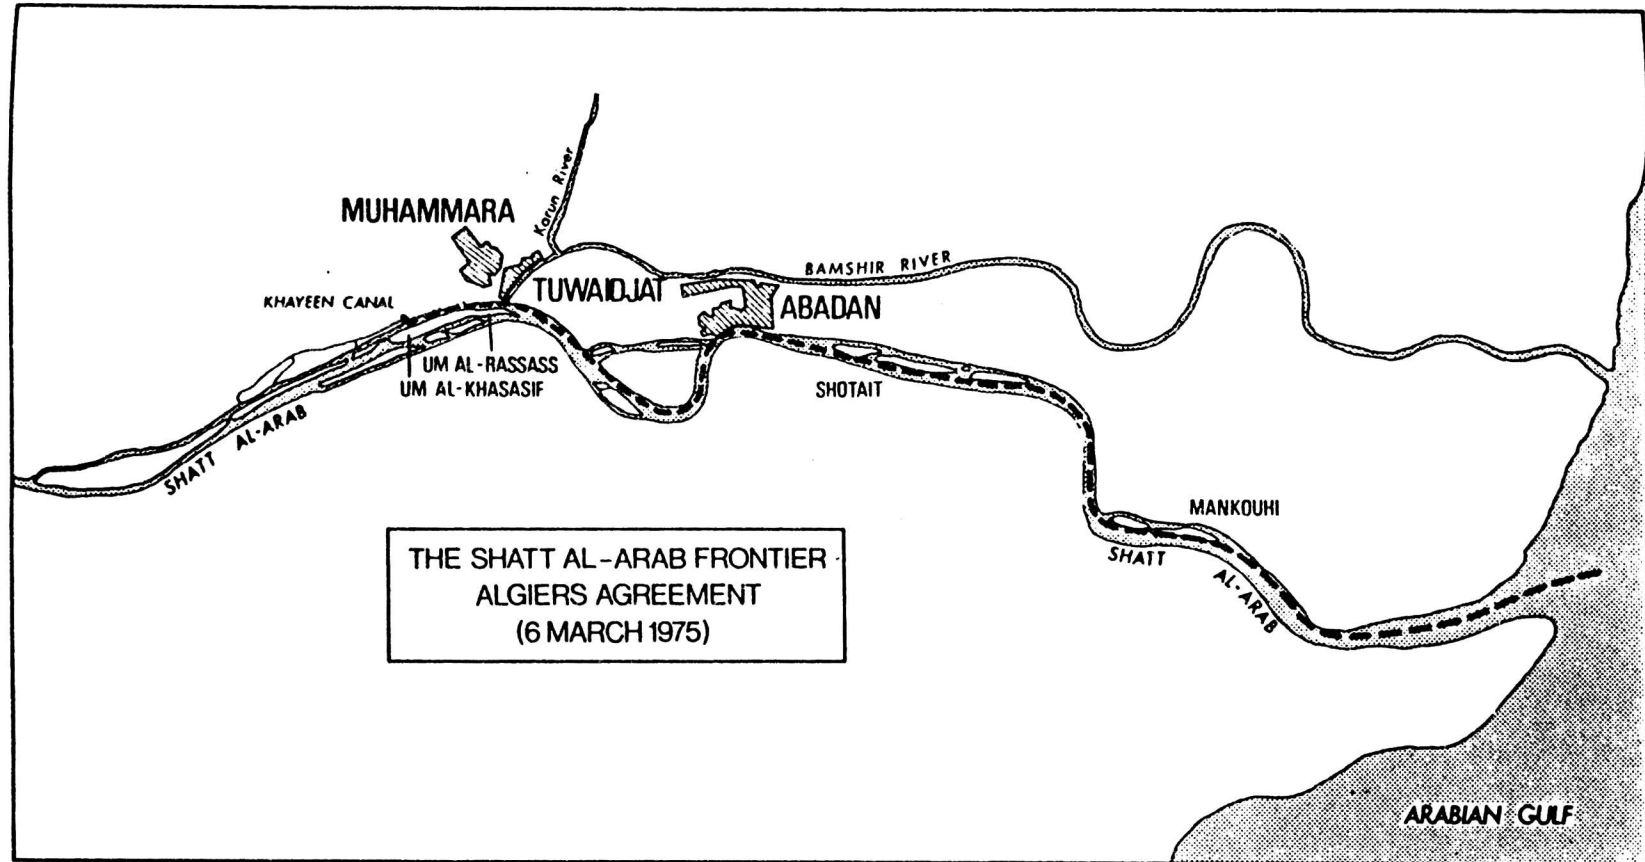 Karun River
MUHAMMARA
BAMSHIR RIVER
KHAYEEN CANAL
TUWAIDJAT
ABADAN
UM AL-RASSASS
UM AL-KHASASIF
SHOTAIT
SHATT AL-ARAB
MANKOUHI
SHATT AL-ARAB
THE SHATT AL-ARAB FRONTIER
ALGIERS AGREEMENT
(6 MARCH 1975)
ARABIAN GULF